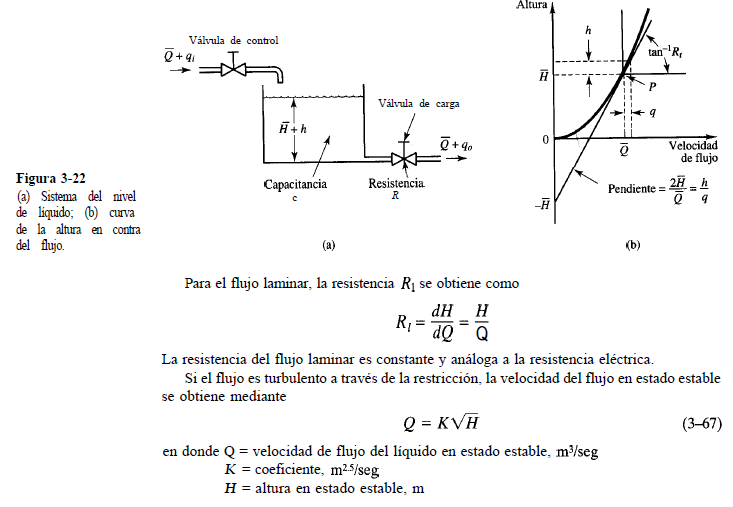 Válvula de control
Q̅ + qi
H̅ + h
Válvula de carga
Q̅ + qo
Capacitancia
c
Resistencia
R
(a)
Altura
h
tan⁻¹Rt
H̅
P
q
0
Q̅
Velocidad
de flujo
Pendiente = 2H̅/Q̅ = h/q
–H̅
(b)
Figura 3-22
(a) Sistema del nivel
de líquido; (b) curva
de la altura en contra
del flujo.
Para el flujo laminar, la resistencia R1 se obtiene como
Rl = dH/dQ = H/Q
La resistencia del flujo laminar es constante y análoga a la resistencia eléctrica.
Si el flujo es turbulento a través de la restricción, la velocidad del flujo en estado estable
se obtiene mediante
Q = K√H (3–67)
en donde Q = velocidad de flujo del líquido en estado estable, m³/seg
K = coeficiente, m2.5/seg
H = altura en estado estable, m